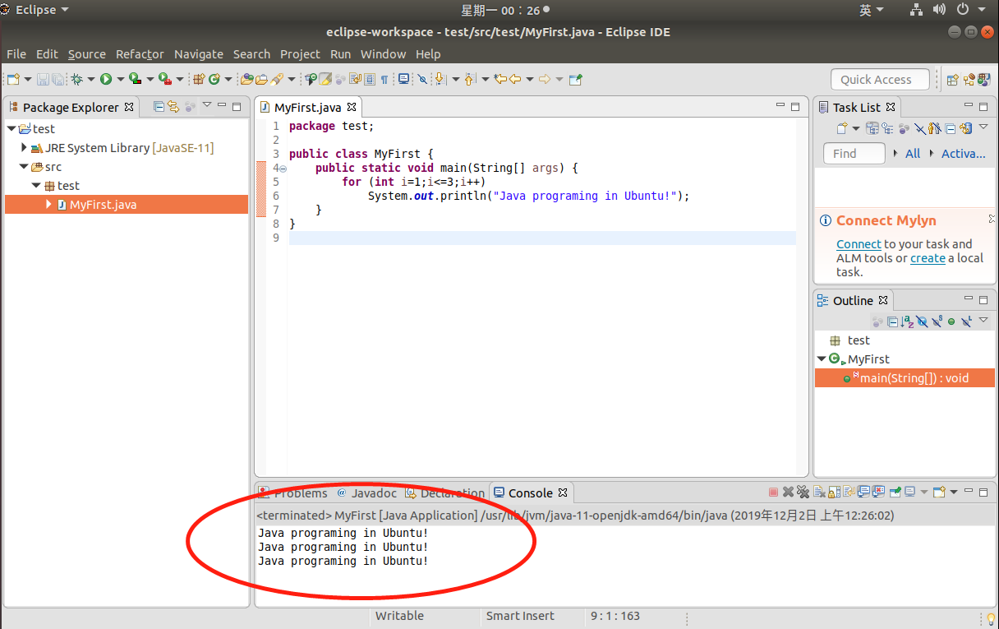 Eclipse
星期一 00：26
英
eclipse-workspace - test/src/test/MyFirst.java - Eclipse IDE
File Edit Source Refactor Navigate Search Project Run Window Help
Quick Access
Package Explorer
test
JRE System Library [JavaSE-11]
src
test
MyFirst.java
MyFirst.java
1 package test;
2
3 public class MyFirst {
4 public static void main(String[] args) {
5 for (int i=1;i<=3;i++)
6 System.out.println("Java programing in Ubuntu!");
7 }
8 }
9
Task List
Find
All
Activa...
Connect Mylyn
Connect to your task and
ALM tools or create a local
task.
Outline
test
MyFirst
main(String[]) : void
Problems @ Javadoc Declaration Console
<terminated> MyFirst [Java Application] /usr/lib/jvm/java-11-openjdk-amd64/bin/java (2019年12月2日 上午12:26:02)
Java programing in Ubuntu!
Java programing in Ubuntu!
Java programing in Ubuntu!
Writable Smart Insert 9 : 1 : 163